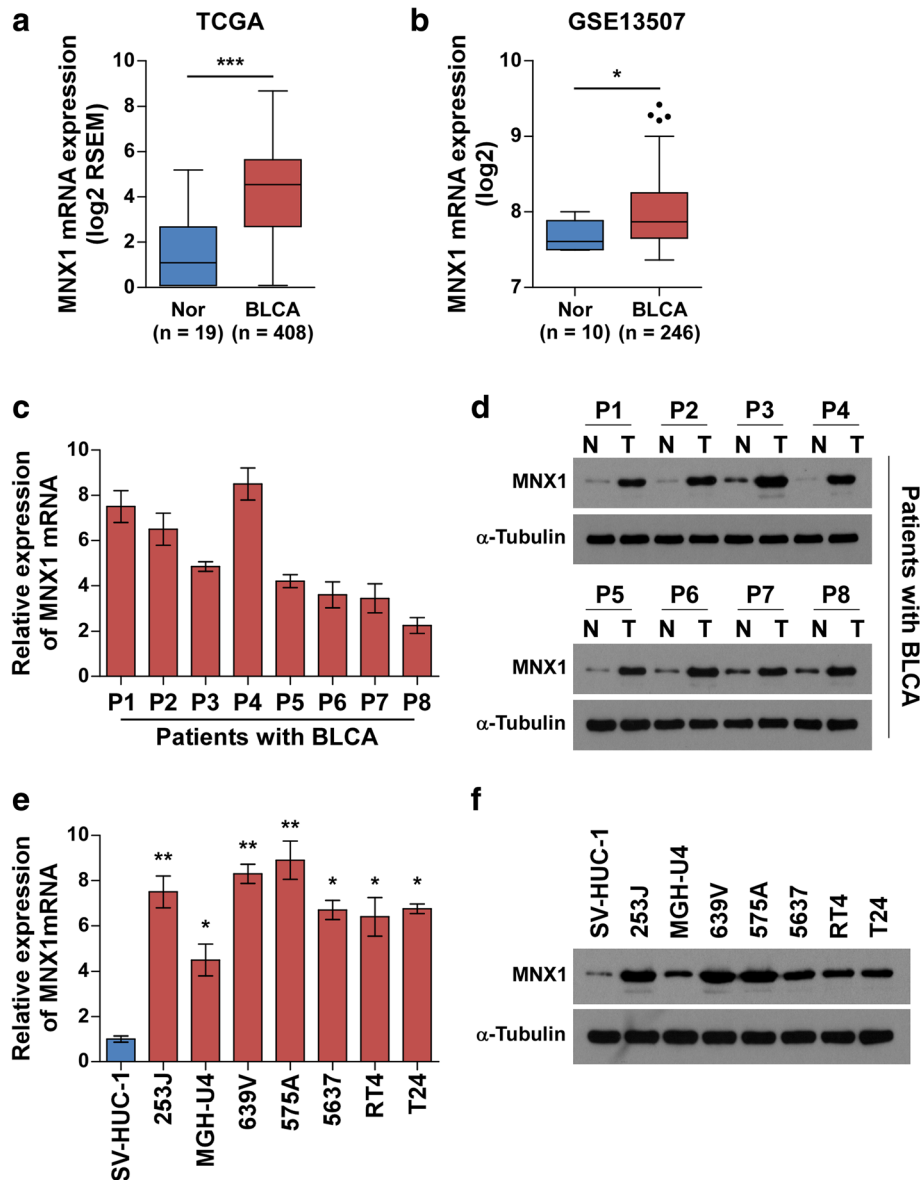 a
TCGA
MNX1 mRNA expression
(log2 RSEM)
10
8
6
4
2
0
***
Nor
(n = 19)
BLCA
(n = 408)
b
GSE13507
MNX1 mRNA expression
(log2)
10
9
8
7
*
Nor
(n = 10)
BLCA
(n = 246)
c
Relative expression
of MNX1 mRNA
10
8
6
4
2
0
P1 P2 P3 P4 P5 P6 P7 P8
Patients with BLCA
d
P1 P2 P3 P4
N T N T N T N T
MNX1
α-Tubulin
P5 P6 P7 P8
N T N T N T N T
MNX1
α-Tubulin
Patients with BLCA
e
Relative expression
of MNX1mRNA
10
8
6
4
2
0
** * ** ** * * *
SV-HUC-1
253J
MGH-U4
639V
575A
5637
RT4
T24
f
SV-HUC-1
253J
MGH-U4
639V
575A
5637
RT4
T24
MNX1
α-Tubulin